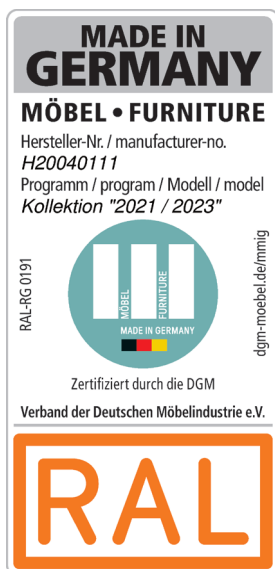 MADE IN
GERMANY
MÖBEL • FURNITURE
Hersteller-Nr. / manufacturer-no.
H20040111
Programm / program / Modell / model
Kollektion "2021 / 2023"
RAL-RG 0191
MÖBEL
FURNITURE
MADE IN GERMANY
dgm-moebel.de/mmig
Zertifiziert durch die DGM
Verband der Deutschen Möbelindustrie e.V.
RAL